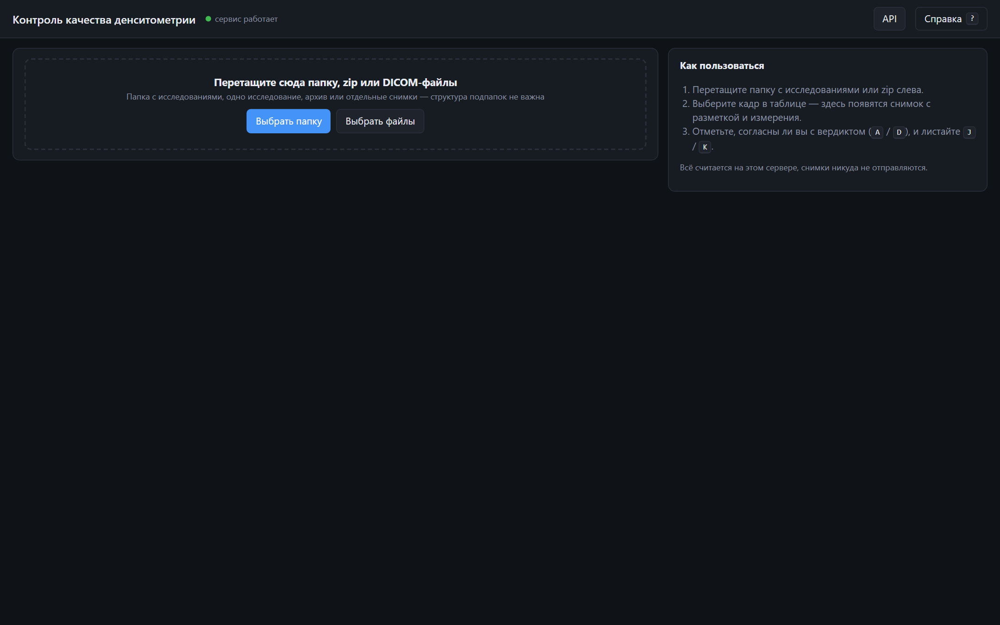 Контроль качества денситометрии
сервис работает
API
Справка ?
Перетащите сюда папку, zip или DICOM-файлы
Папка с исследованиями, одно исследование, архив или отдельные снимки — структура подпапок не важна
Выбрать папку
Выбрать файлы
Как пользоваться
1. Перетащите папку с исследованиями или zip слева.
2. Выберите кадр в таблице — здесь появятся снимок с
разметкой и измерения.
3. Отметьте, согласны ли вы с вердиктом (A / D), и листайте J
/ K.
Всё считается на этом сервере, снимки никуда не отправляются.